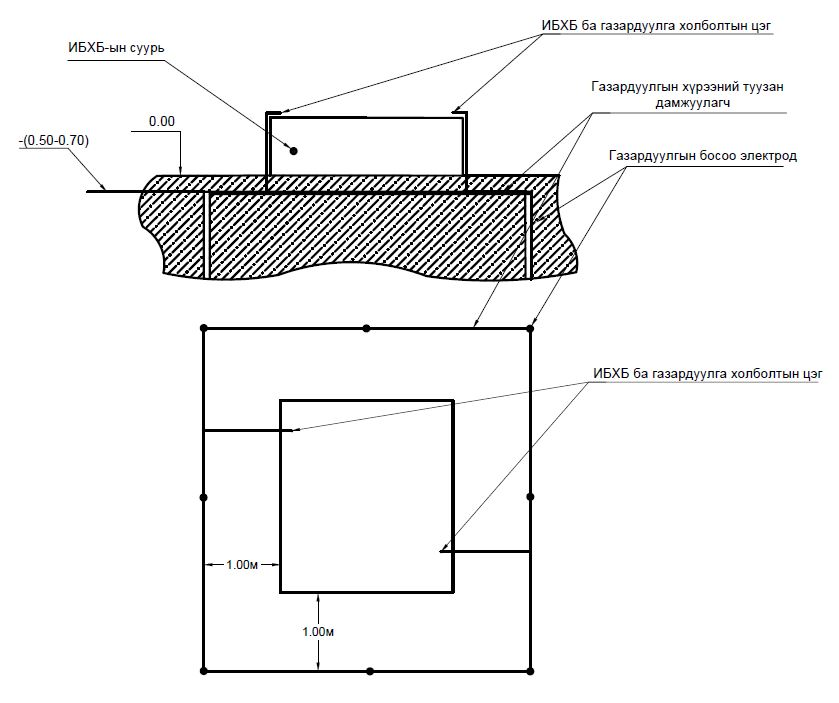 ИБХБ ба газардуулга холболтын цэг
ИБХБ-ын суурь
Газардуулгын хүрээний туузан
дамжуулагч
0.00
-(0.50-0.70)
Газардуулгын босоо электрод
ИБХБ ба газардуулга холболтын цэг
1.00м
1.00м